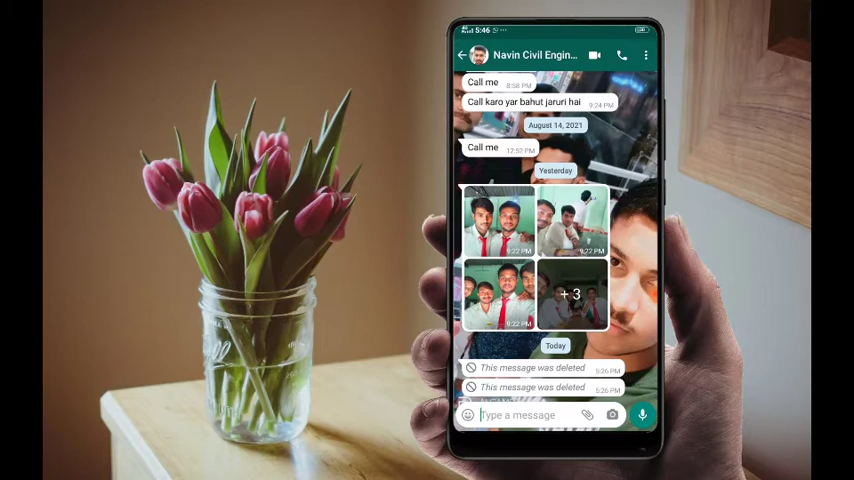 5:46
Navin Civil Engin...
Call me 8:58 PM
Call karo yar bahut jaruri hai 9:24 PM
August 14, 2021
Call me 12:52 PM
Yesterday
9:22 PM 9:22 PM
9:22 PM + 3
Today
This message was deleted 5:26 PM
This message was deleted 5:26 PM
Type a message